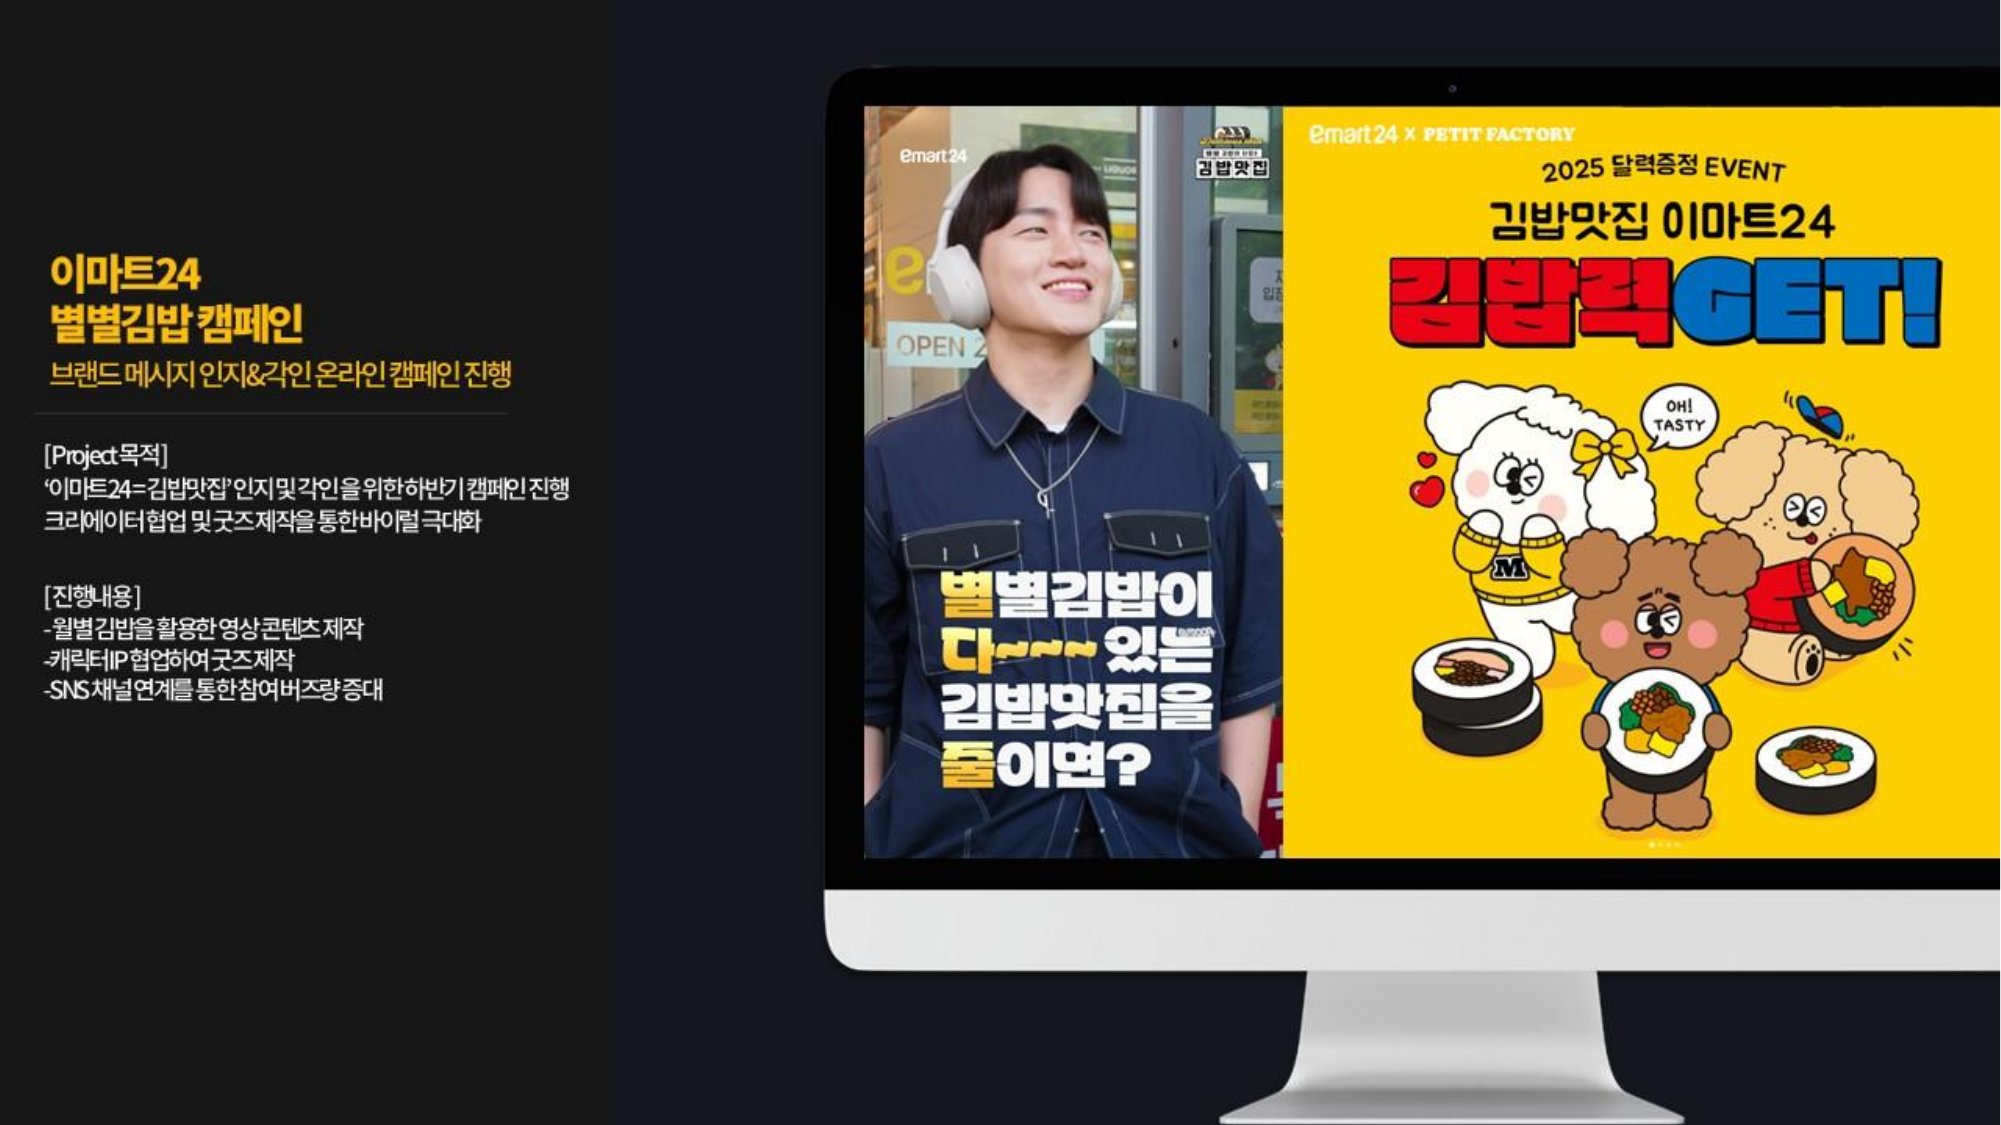 이마트24
별별김밥 캠페인
브랜드 메시지 인지&각인 온라인 캠페인 진행
[Project 목적]
‘이마트24=김밥맛집’ 인지 및 각인을 위한 하반기 캠페인 진행
크리에이터 협업 및 굿즈 제작을 통한 바이럴 극대화
[진행내용]
-월별 김밥을 활용한 영상 콘텐츠 제작
-캐릭터IP 협업하여 굿즈 제작
-SNS 채널 연계를 통한 참여 버즈량 증대
emart24
김밥맛집
LIQUOR
OPEN 2
별별김밥이
다~~~~ 있는
김밥맛집을
줄이면?
emart24 × PETIT FACTORY
2025 달력증정 EVENT
김밥맛집 이마트24
김밥력GET!
OH!
TASTY
M